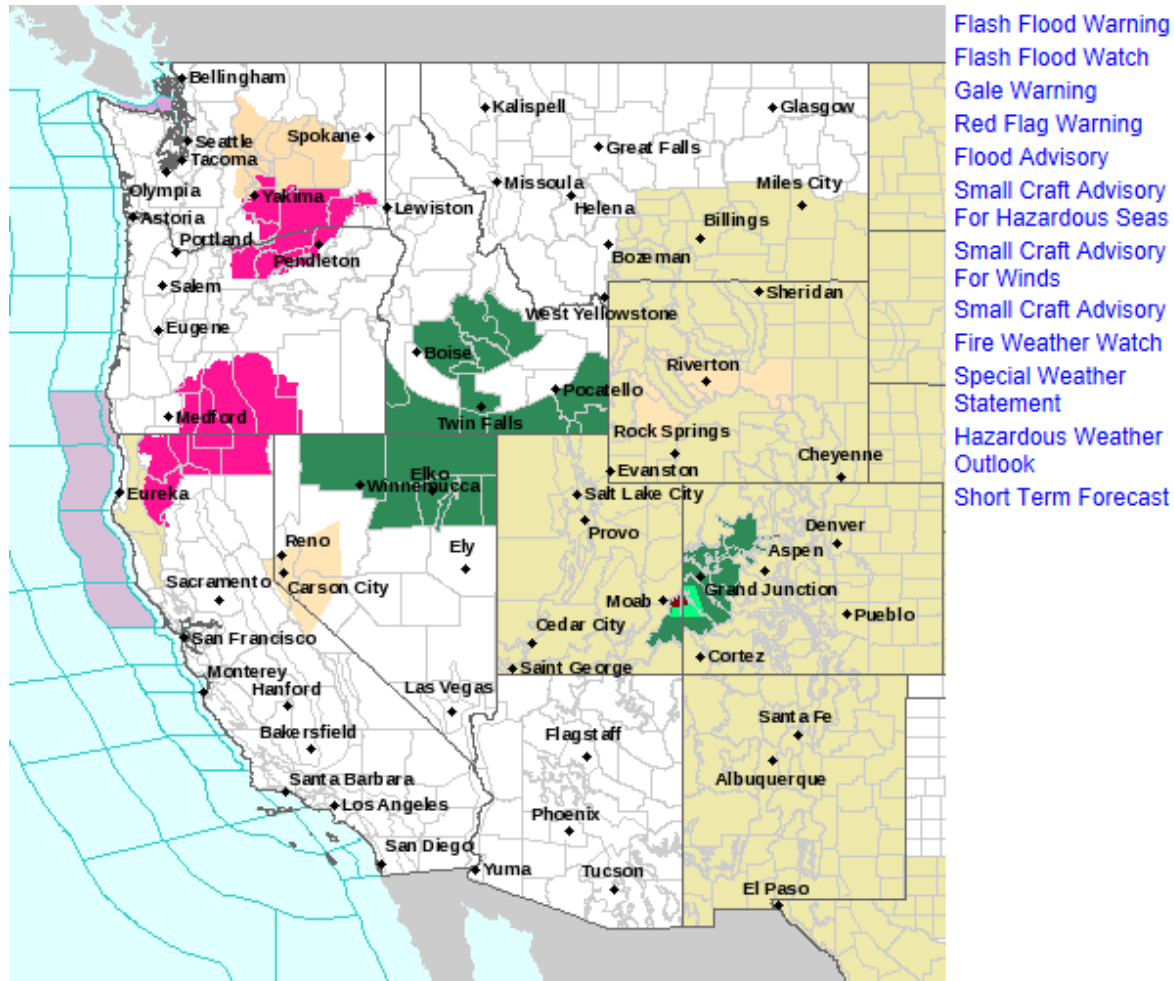 Flash Flood Warning
Flash Flood Watch
Gale Warning
Red Flag Warning
Flood Advisory
Small Craft Advisory
For Hazardous Seas
Small Craft Advisory
For Winds
Small Craft Advisory
Fire Weather Watch
Special Weather
Statement
Hazardous Weather
Outlook
Short Term Forecast
Bellingham
Kalispell
Glasgow
Seattle
Spokane
Tacoma
Great Falls
Olympia
Yakima
Missoula
Miles City
Lewiston
Helena
Billings
Astoria
Portland
Pendleton
Bozeman
Salem
Sheridan
West Yellowstone
Eugene
Boise
Riverton
Pocatello
Medford
Twin Falls
Rock Springs
Evanston
Cheyenne
Elko
Winnemucca
Eureka
Salt Lake City
Provo
Denver
Reno
Ely
Aspen
Sacramento
Carson City
Grand Junction
Moab
Pueblo
San Francisco
Cedar City
Cortez
Saint George
Monterey
Hanford
Las Vegas
Santa Fe
Bakersfield
Flagstaff
Albuquerque
Santa Barbara
Los Angeles
Phoenix
San Diego
Yuma
Tucson
El Paso